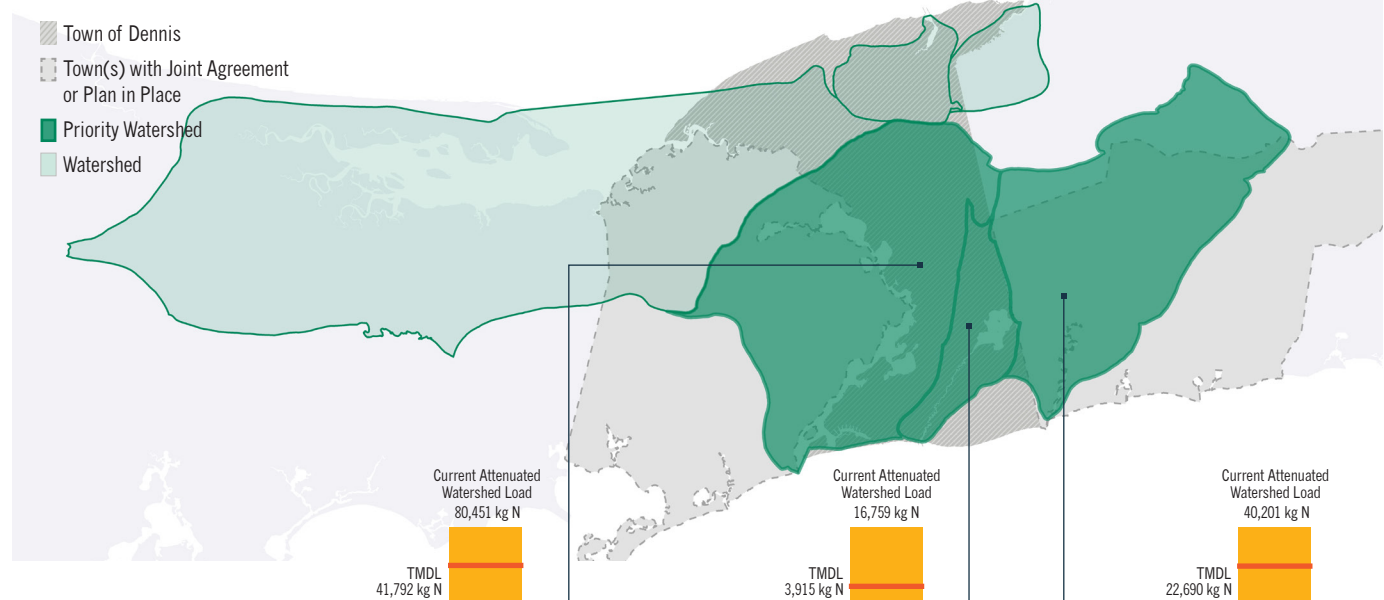 Town of Dennis
Town(s) with Joint Agreement
or Plan in Place
Priority Watershed
Watershed
Current Attenuated
Watershed Load
80,451 kg N
TMDL
41,792 kg N
Current Attenuated
Watershed Load
16,759 kg N
TMDL
3,915 kg N
Current Attenuated
Watershed Load
40,201 kg N
TMDL
22,690 kg N